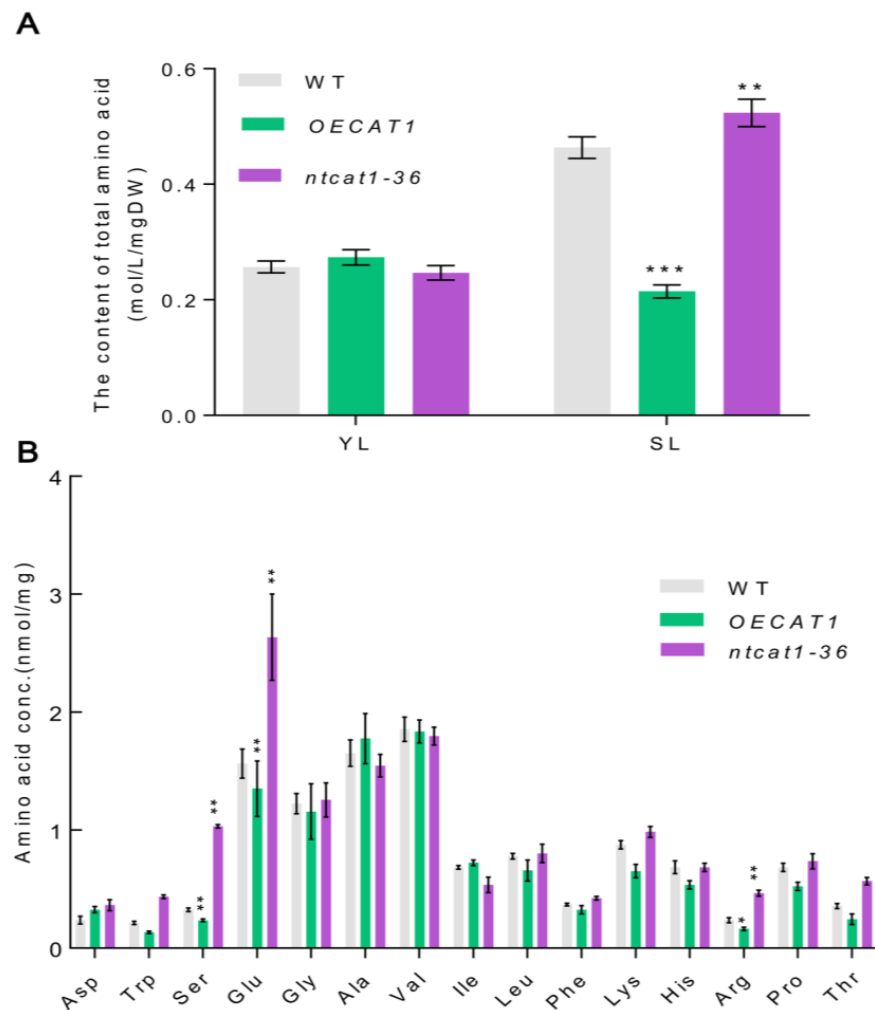 A
The content of total amino acid
(mol/L/mgDW)
0.6
0.4
0.2
0.0
WT
OECAT1
ntcat1-36
**
***
YL
SL
B
Amino acid conc.(nmol/mg)
4
3
2
1
0
WT
OECAT1
ntcat1-36
**
**
**
**
*
**
Asp
Trp
Ser
Glu
Gly
Ala
Val
Ile
Leu
Phe
Lys
His
Arg
Pro
Thr